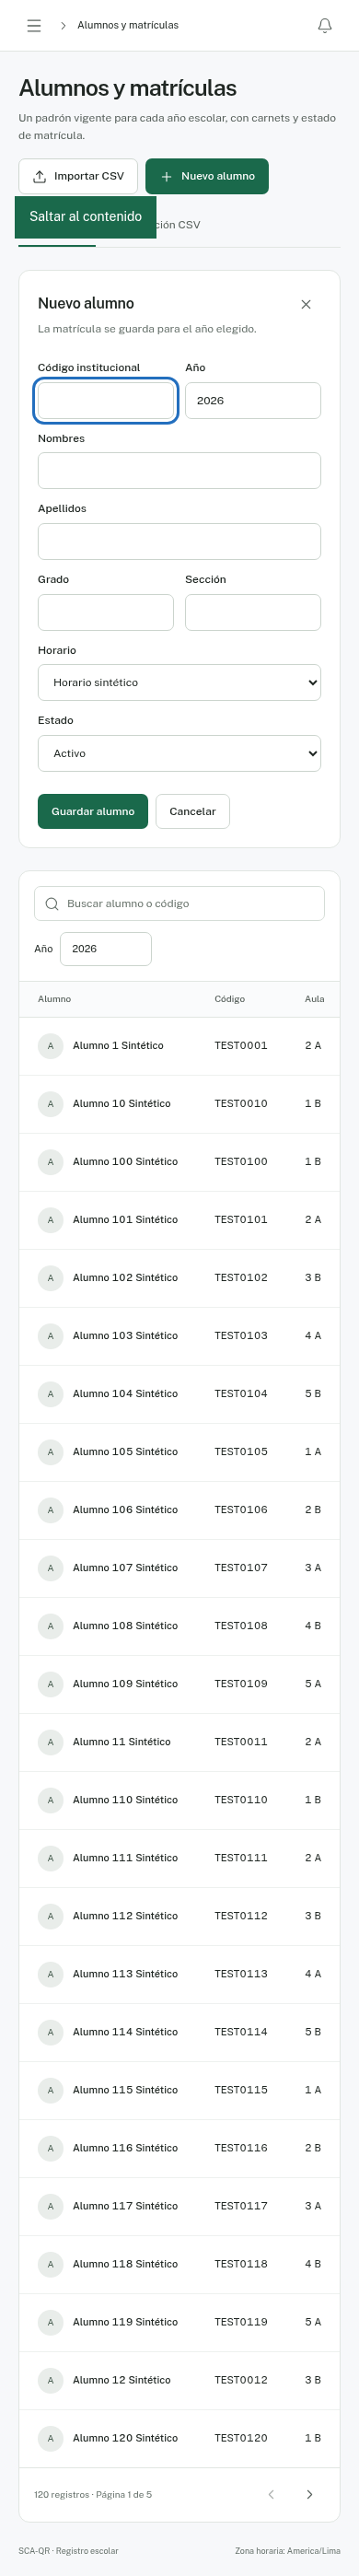 Alumnos y matrículas
Alumnos y matrículas
Un padrón vigente para cada año escolar, con carnets y estado
de matrícula.
Importar CSV
Nuevo alumno
Saltar al contenido
ción CSV
Nuevo alumno
La matrícula se guarda para el año elegido.
Código institucional Año
2026
Nombres
Apellidos
Grado Sección
Horario
Horario sintético
Estado
Activo
Guardar alumno Cancelar
Buscar alumno o código
Año 2026
Alumno Código Aula
A Alumno 1 Sintético TEST0001 2 A
A Alumno 10 Sintético TEST0010 1 B
A Alumno 100 Sintético TEST0100 1 B
A Alumno 101 Sintético TEST0101 2 A
A Alumno 102 Sintético TEST0102 3 B
A Alumno 103 Sintético TEST0103 4 A
A Alumno 104 Sintético TEST0104 5 B
A Alumno 105 Sintético TEST0105 1 A
A Alumno 106 Sintético TEST0106 2 B
A Alumno 107 Sintético TEST0107 3 A
A Alumno 108 Sintético TEST0108 4 B
A Alumno 109 Sintético TEST0109 5 A
A Alumno 11 Sintético TEST0011 2 A
A Alumno 110 Sintético TEST0110 1 B
A Alumno 111 Sintético TEST0111 2 A
A Alumno 112 Sintético TEST0112 3 B
A Alumno 113 Sintético TEST0113 4 A
A Alumno 114 Sintético TEST0114 5 B
A Alumno 115 Sintético TEST0115 1 A
A Alumno 116 Sintético TEST0116 2 B
A Alumno 117 Sintético TEST0117 3 A
A Alumno 118 Sintético TEST0118 4 B
A Alumno 119 Sintético TEST0119 5 A
A Alumno 12 Sintético TEST0012 3 B
A Alumno 120 Sintético TEST0120 1 B
120 registros · Página 1 de 5
SCA-QR · Registro escolar Zona horaria: America/Lima